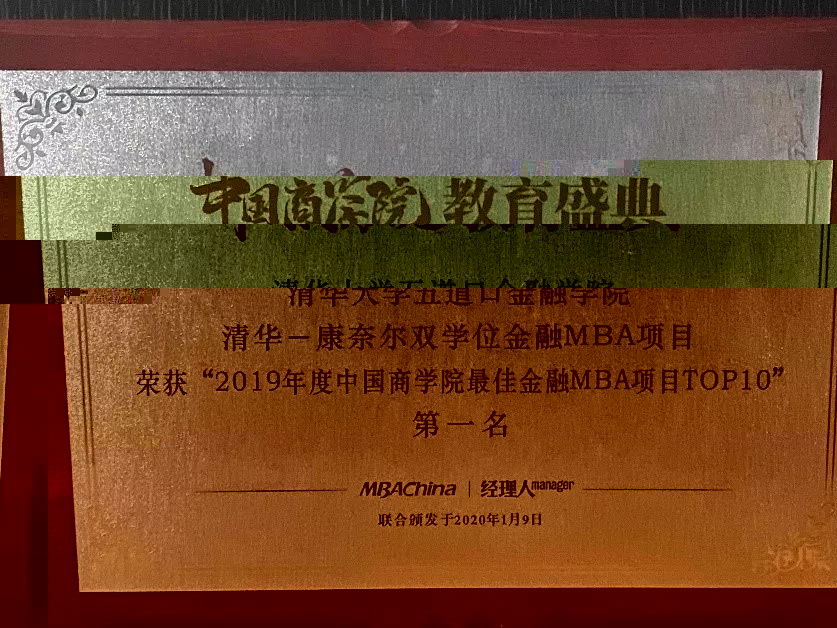 中国商学院教育盛典
清华大学五道口金融学院
清华－康奈尔双学位金融MBA项目
荣获“2019年度中国商学院最佳金融MBA项目TOP10”
第一名
MBAChina | 经理人manager
联合颁发于2020年1月9日